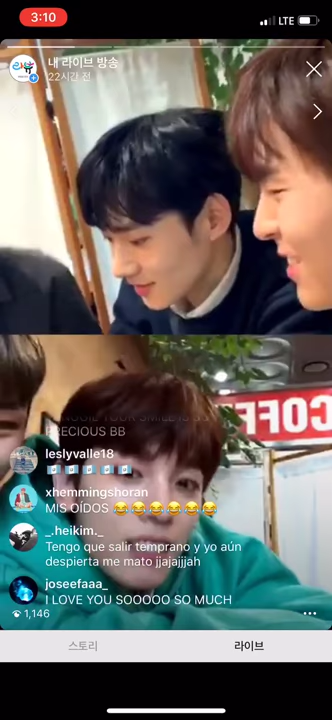 3:10
LTE
내 라이브 방송
22시간 전
COFF
PRECIOUS BB
leslyvalle18
xhemmingshoran
MIS OÍDOS 😂😂😂😂😂😂
_.heikim._
Tengo que salir temprano y yo aún
despierta me mato jjajajjjah
joseefaaa_
I LOVE YOU SOOOOO SO MUCH
1,146
스토리
라이브